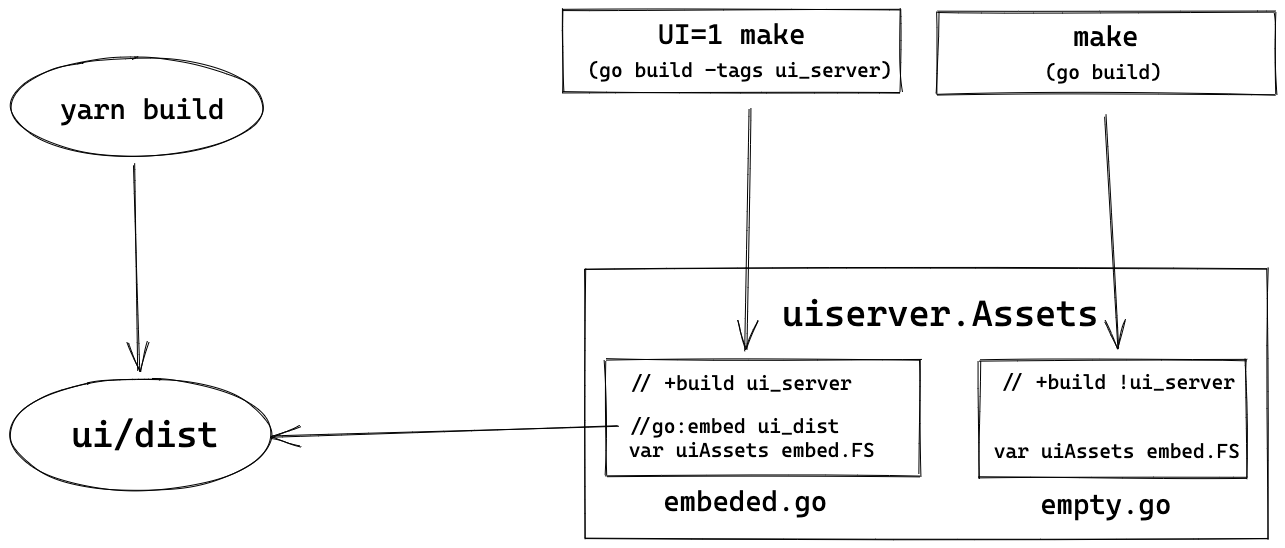 yarn build
ui/dist
UI=1 make
(go build -tags ui_server)
make
(go build)
uiserver.Assets
// +build ui_server
//go:embed ui_dist
var uiAssets embed.FS
embeded.go
// +build !ui_server
var uiAssets embed.FS
empty.go